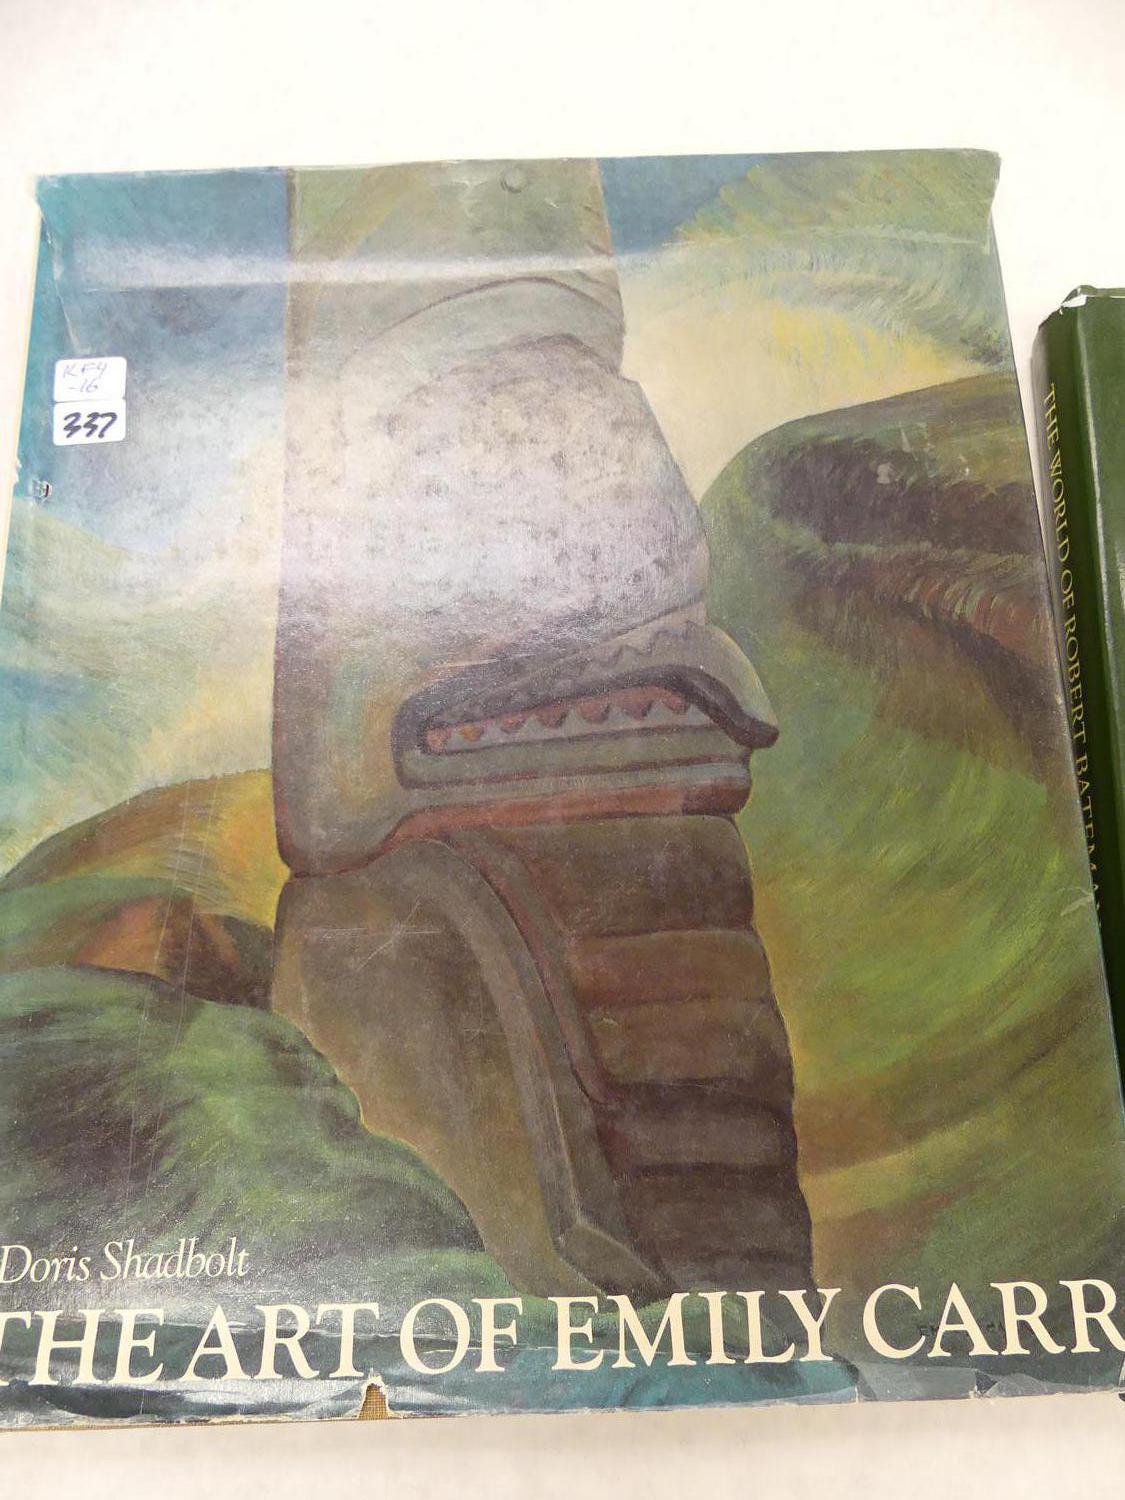 KF4
-16
337
Doris Shadbolt
THE ART OF EMILY CARR
THE WORLD OF ROBERT BATEMAN